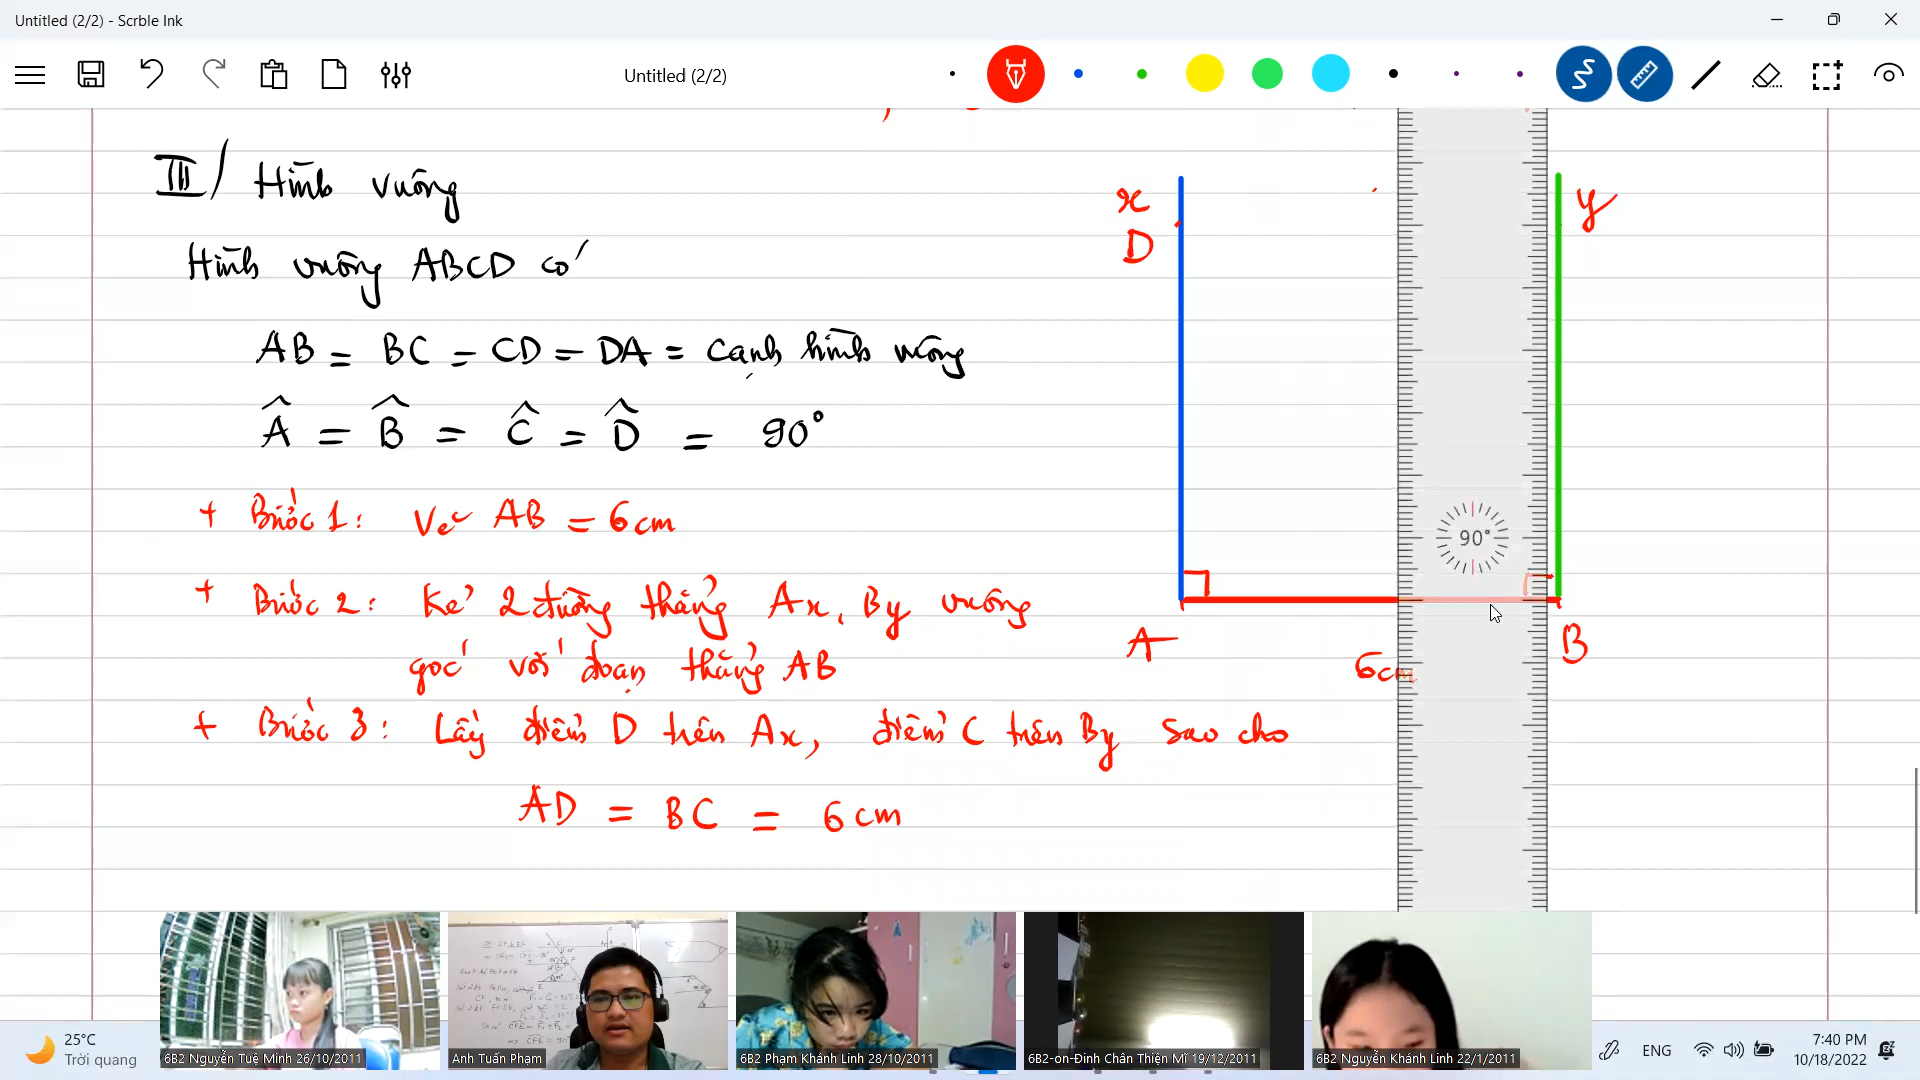 Untitled (2/2) - Scrble Ink
Untitled (2/2)
III/ Hình vuông
Hình vuông ABCD có
AB = BC = CD = DA = cạnh hình vuông
Â = B̂ = Ĉ = D̂ = 90°
+ Bước 1: Vẽ AB = 6 cm
+ Bước 2: Kẻ 2 đường thẳng Ax, By vuông
góc với đoạn thẳng AB
+ Bước 3: Lấy điểm D trên Ax, điểm C trên By sao cho
AD = BC = 6 cm
x
D
y
90°
A
B
6cm
6B2 Nguyễn Tuệ Minh 26/10/2011
Anh Tuấn Phạm
6B2 Phạm Khánh Linh 28/10/2011
6B2-on-Đinh Chân Thiện Mĩ 19/12/2011
6B2 Nguyễn Khánh Linh 22/1/2011
25°C
Trời quang
ENG
7:40 PM
10/18/2022